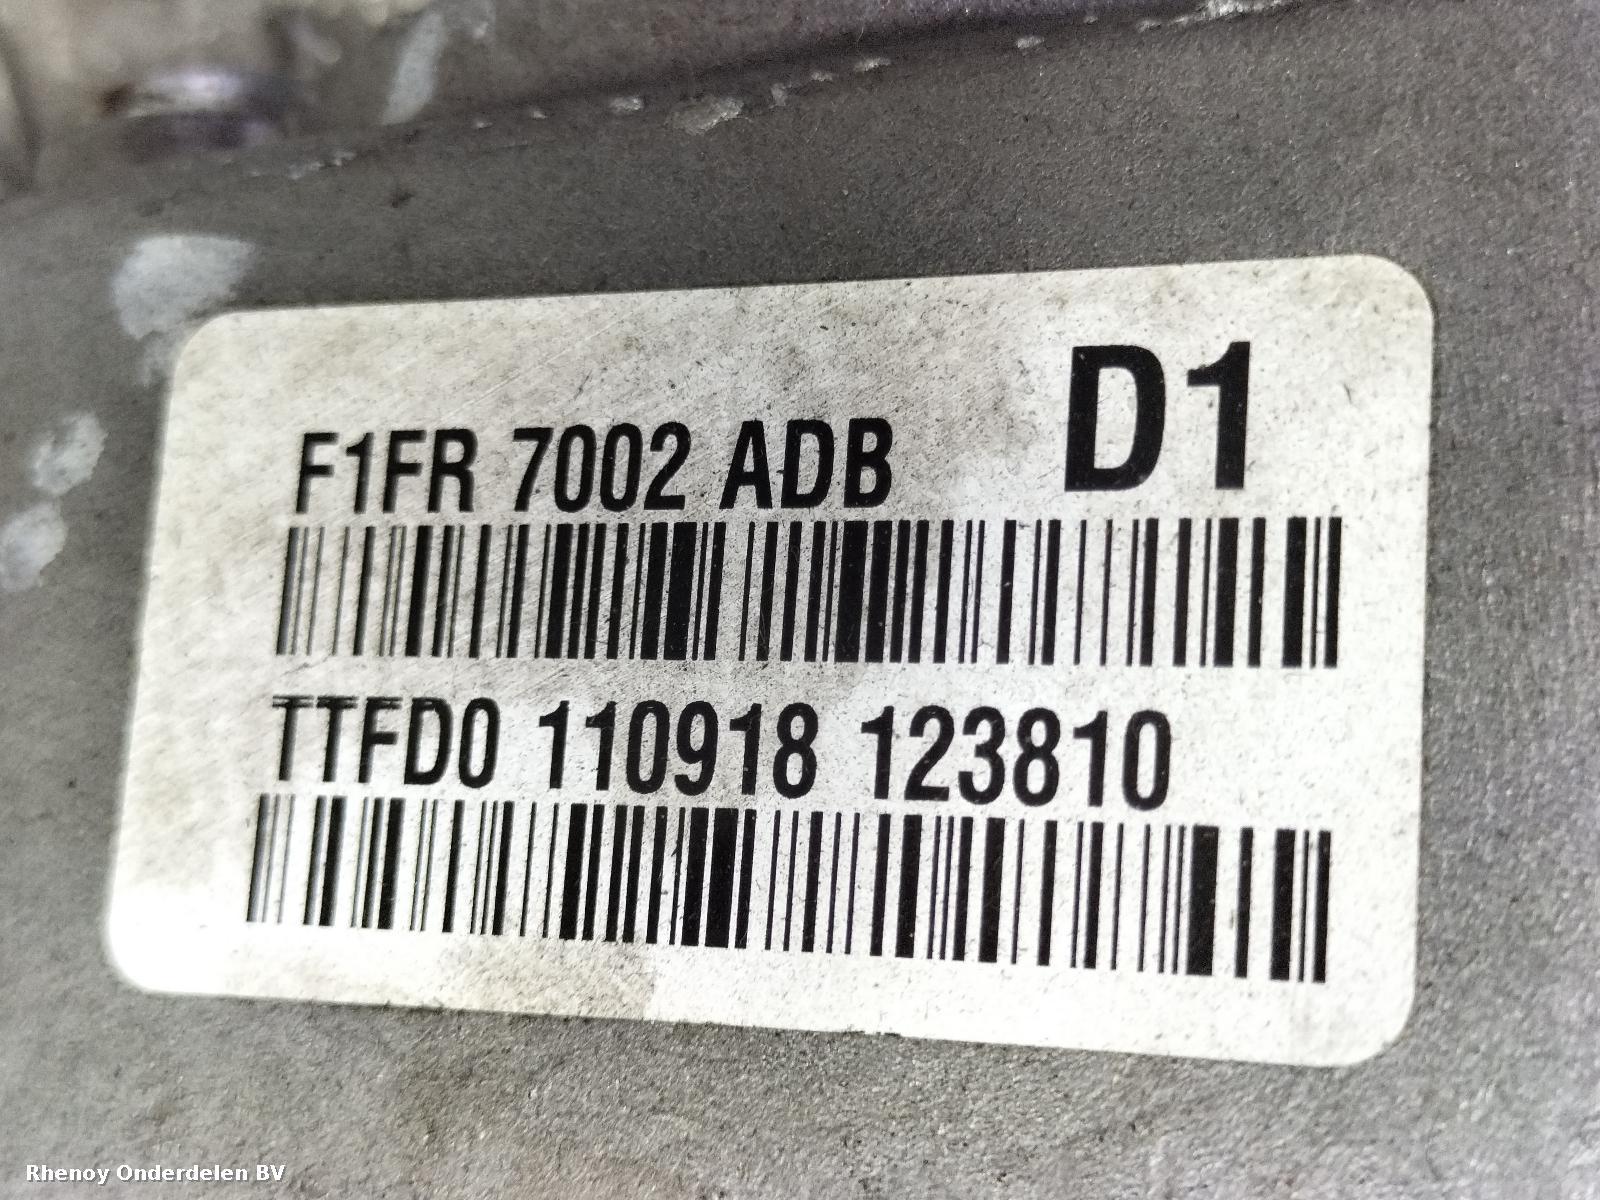 D1
F1FR 7002 ADB
TTFD0 110918 123810
Rhenoy Onderdelen BV